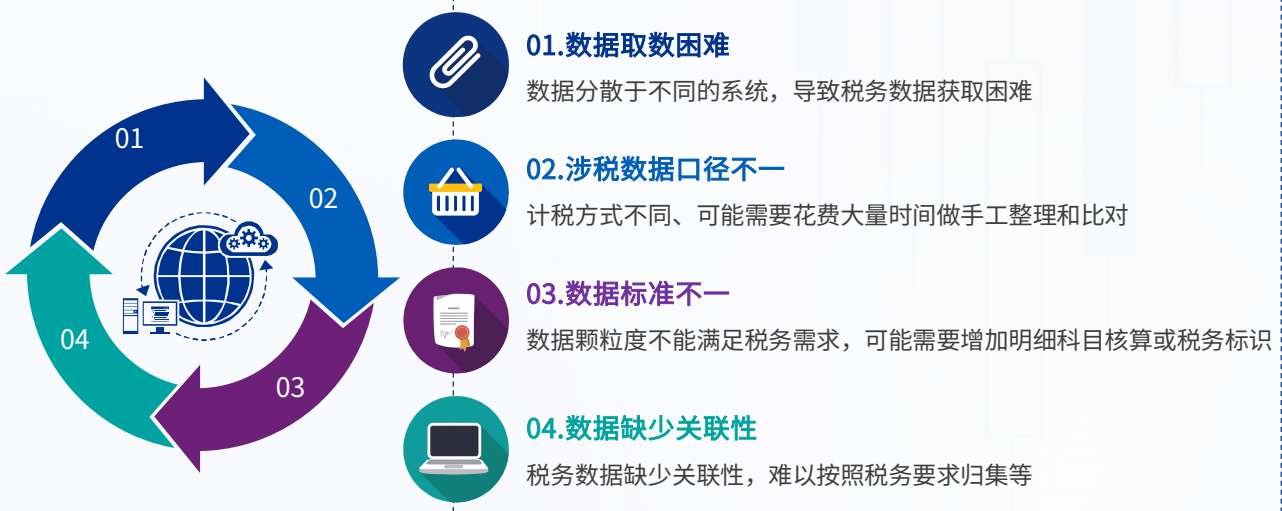 01
02
03
04
01.数据取数困难
数据分散于不同的系统，导致税务数据获取困难
02.涉税数据口径不一
计税方式不同、可能需要花费大量时间做手工整理和比对
03.数据标准不一
数据颗粒度不能满足税务需求，可能需要增加明细科目核算或税务标识
04.数据缺少关联性
税务数据缺少关联性，难以按照税务要求归集等